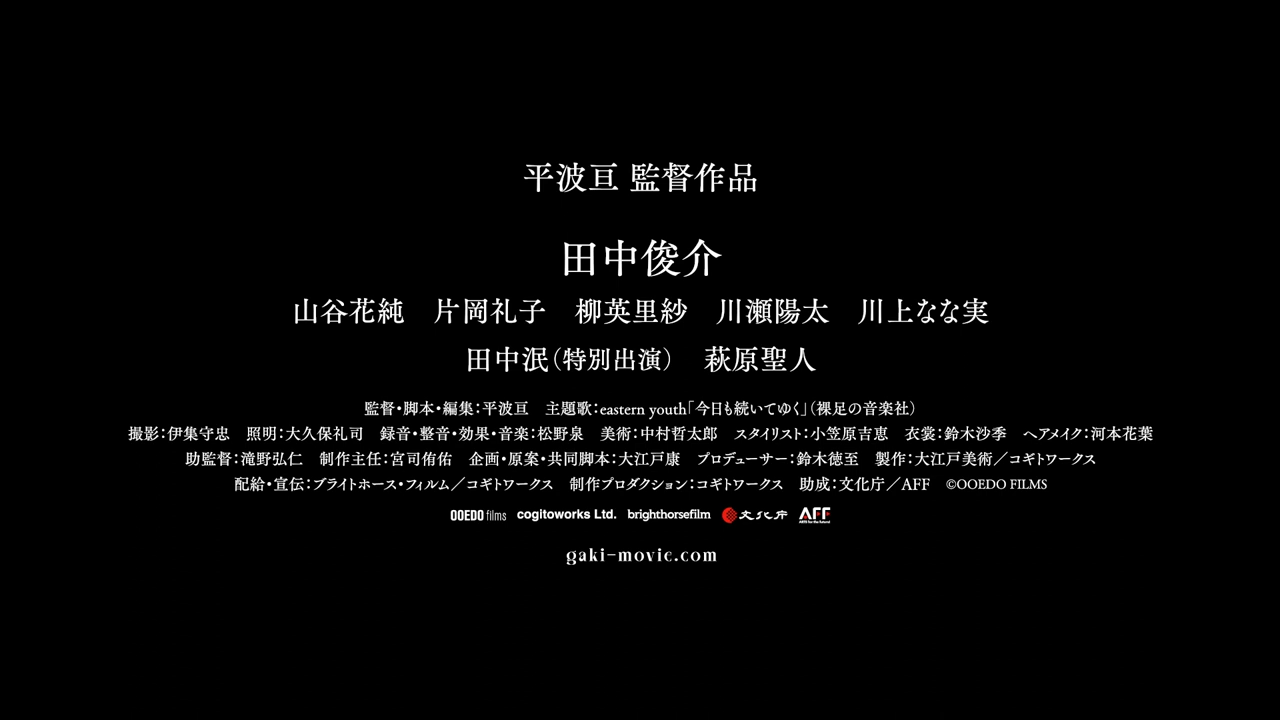 平波亘 監督作品
田中俊介
山谷花純　片岡礼子　柳英里紗　川瀬陽太　川上なな実
田中泯（特別出演）　萩原聖人
監督・脚本・編集：平波亘　主題歌：eastern youth「今日も続いてゆく」（裸足の音楽社）
撮影：伊集守忠　照明：大久保礼司　録音・整音・効果・音楽：松野泉　美術：中村哲太郎　スタイリスト：小笠原吉恵　衣裳：鈴木沙季　ヘアメイク：河本花葉
助監督：滝野弘仁　制作主任：宮司侑佑　企画・原案・共同脚本：大江戸康　プロデューサー：鈴木徳至　製作：大江戸美術／コギトワークス
配給・宣伝：ブライトホース・フィルム／コギトワークス　制作プロダクション：コギトワークス　助成：文化庁／AFF　©OOEDO FILMS
OOEDO films　cogitoworks Ltd.　brighthorsefilm　文化庁　AFF ARTS for the future!
gaki-movie.com